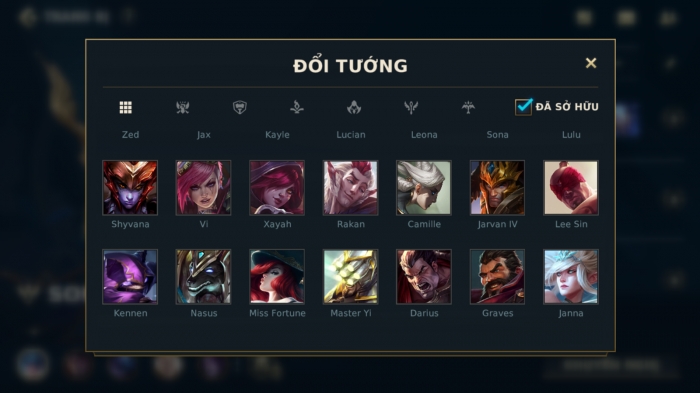 ĐỔI TƯỚNG
ĐÃ SỞ HỮU
Zed Jax Kayle Lucian Leona Sona Lulu
Shyvana Vi Xayah Rakan Camille Jarvan IV Lee Sin
Kennen Nasus Miss Fortune Master Yi Darius Graves Janna